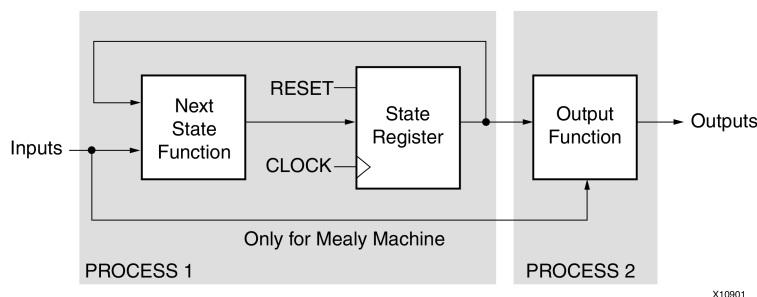 RESET
Next
State
Function
State
Register
Output
Function
Outputs
Inputs
CLOCK
Only for Mealy Machine
PROCESS 1
PROCESS 2
X10901